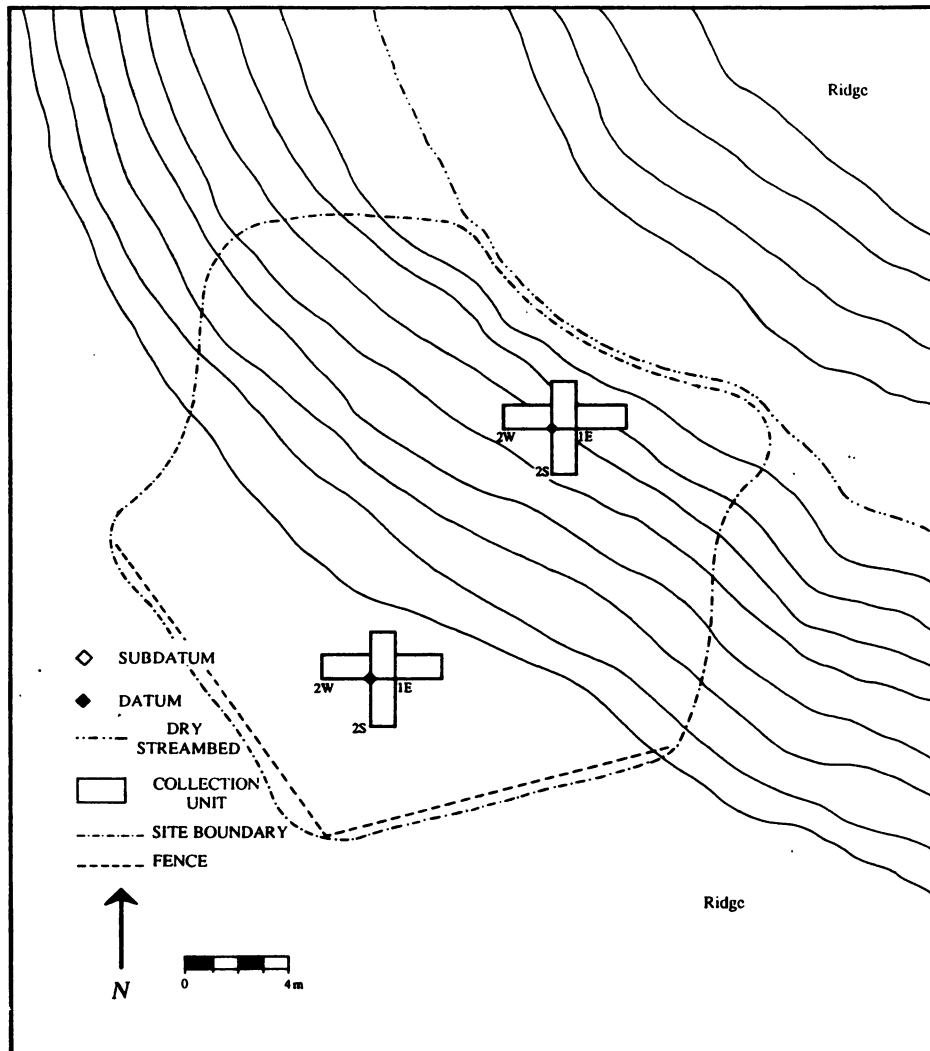 Ridge
2W
1E
2S
SUBDATUM
2W
1E
DATUM
2S
DRY
STREAMBED
COLLECTION
UNIT
SITE BOUNDARY
FENCE
Ridge
N
0
4m